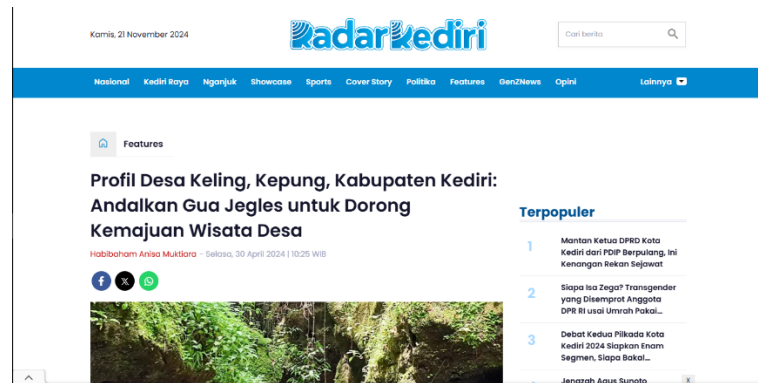 Kamis, 21 November 2024
RadarKediri
Cari berita
Nasional Kediri Raya Nganjuk Showcase Sports Cover Story Politika Features GenZNews Opini Lainnya
Features
Profil Desa Keling, Kepung, Kabupaten Kediri:
Andalkan Gua Jegles untuk Dorong
Kemajuan Wisata Desa
Habibaham Anisa Muktiara - Selasa, 30 April 2024 | 10:25 WIB
Terpopuler
1
Mantan Ketua DPRD Kota
Kediri dari PDIP Berpulang, Ini
Kenangan Rekan Sejawat
2
Siapa Isa Zega? Transgender
yang Disemprot Anggota
DPR RI usai Umrah Pakai...
3
Debat Kedua Pilkada Kota
Kediri 2024 Siapkan Enam
Segmen, Siapa Bakal...
Jenazah Agus Sunoto
x